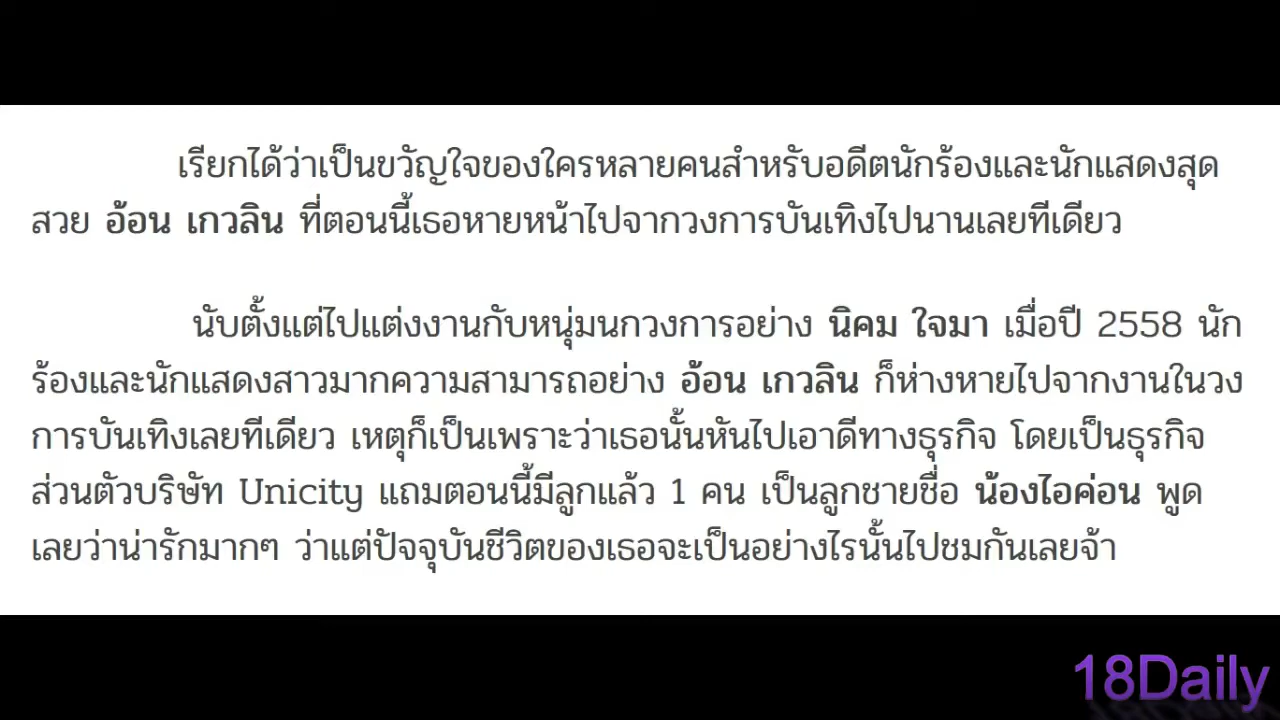 เรียกได้ว่าเป็นขวัญใจของใครหลายคนสำหรับอดีตนักร้องและนักแสดงสุด
สวย อ้อน เกวลิน ที่ตอนนี้เธอหายหน้าไปจากวงการบันเทิงไปนานเลยทีเดียว
นับตั้งแต่ไปแต่งงานกับหนุ่มนกวงการอย่าง นิคม ใจมา เมื่อปี 2558 นัก
ร้องและนักแสดงสาวมากความสามารถอย่าง อ้อน เกวลิน ก็ห่างหายไปจากงานในวง
การบันเทิงเลยทีเดียว เหตุก็เป็นเพราะว่าเธอนั้นหันไปเอาดีทางธุรกิจ โดยเป็นธุรกิจ
ส่วนตัวบริษัท Unicity แถมตอนนี้มีลูกแล้ว 1 คน เป็นลูกชายชื่อ น้องไอค่อน พูด
เลยว่าน่ารักมากๆ ว่าแต่ปัจจุบันชีวิตของเธอจะเป็นอย่างไรนั้นไปชมกันเลยจ้า
18Daily